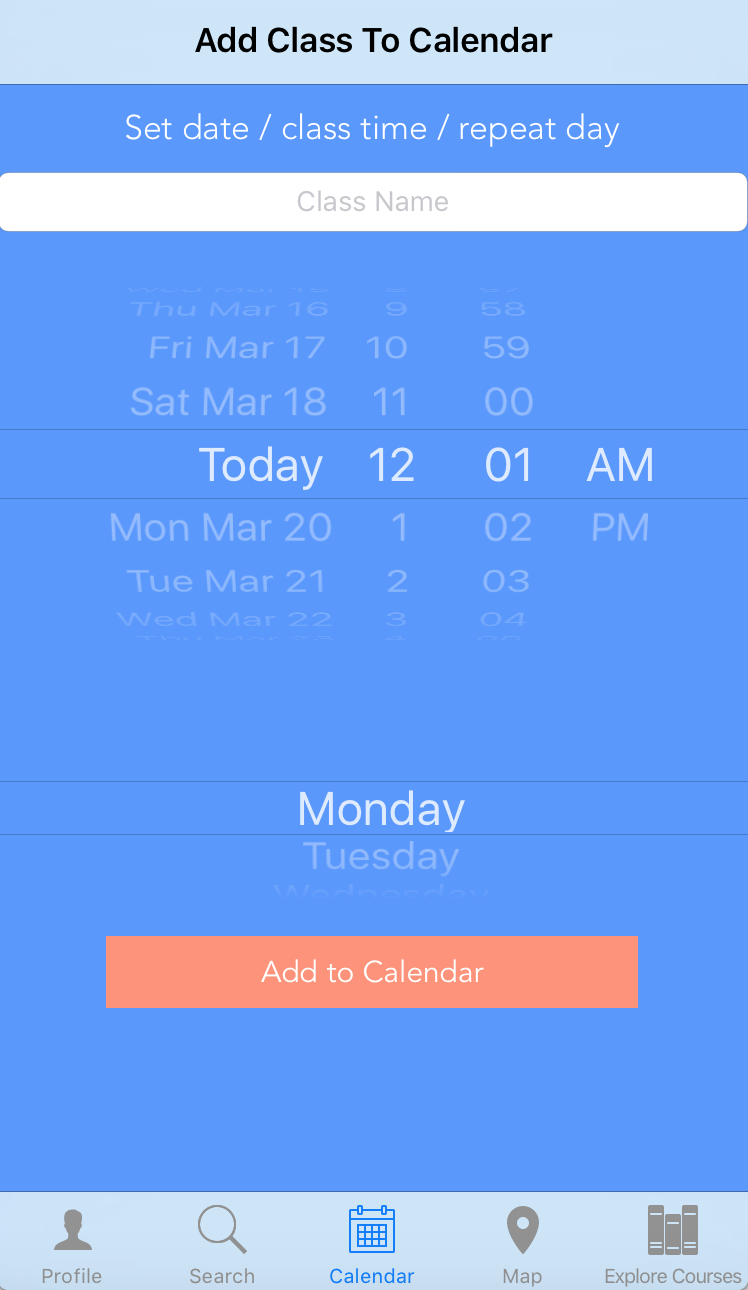 Add Class To Calendar
Set date / class time / repeat day
Class Name
Thu Mar 16 9 58
Fri Mar 17 10 59
Sat Mar 18 11 00
Today 12 01 AM
Mon Mar 20 1 02 PM
Tue Mar 21 2 03
Wed Mar 22 3 04
Monday
Tuesday
Wednesday
Add to Calendar
Profile Search Calendar Map Explore Courses